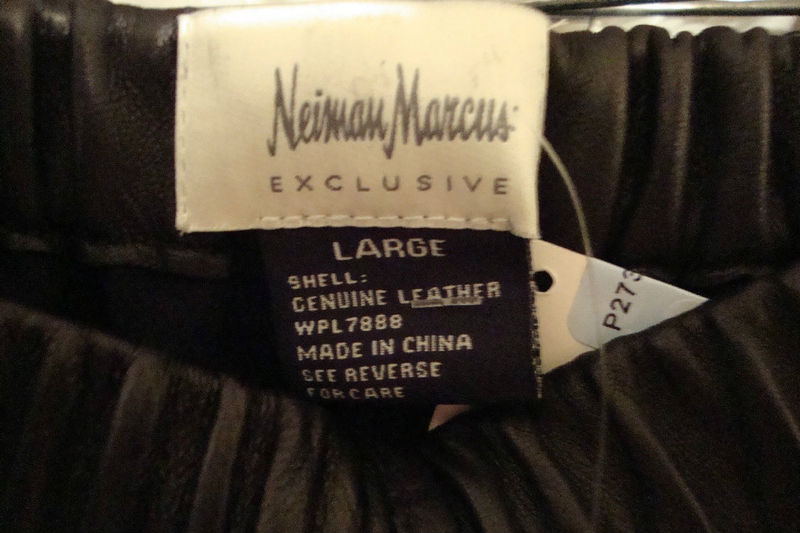 Neiman Marcus
EXCLUSIVE
LARGE
SHELL:
GENUINE LEATHER
WPL7888
MADE IN CHINA
SEE REVERSE
FOR CARE
P273